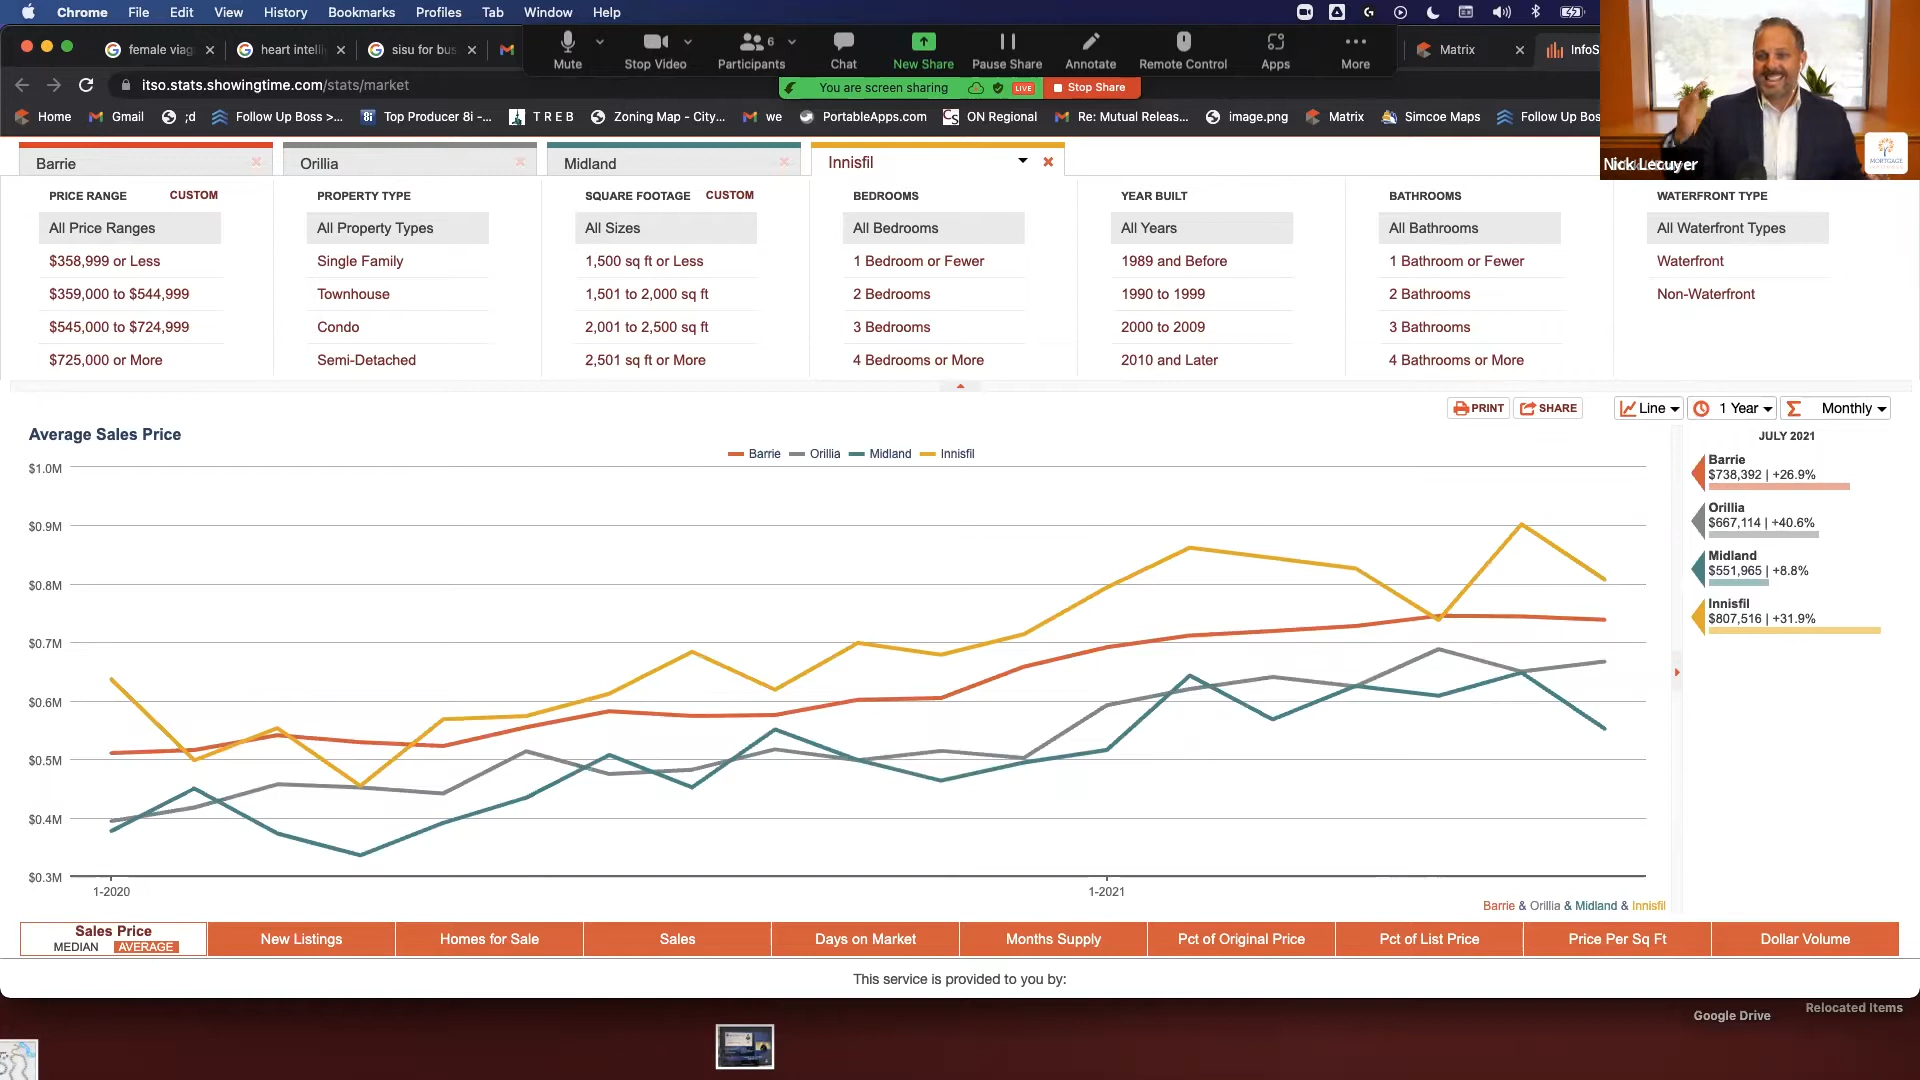 Chrome File Edit View History Bookmarks Profiles Tab Window Help
female viag heart intelli sisu for bus Matrix InfoS
Mute Stop Video Participants 6 Chat New Share Pause Share Annotate Remote Control Apps More
itso.stats.showingtime.com/stats/market
You are screen sharing LIVE Stop Share
Home Gmail ;d Follow Up Boss >... Top Producer 8i -... T R E B Zoning Map - City... we PortableApps.com ON Regional Re: Mutual Releas... image.png Matrix Simcoe Maps Follow Up Bos
Nick Lecuyer
MORTGAGE
Barrie Orillia Midland Innisfil
PRICE RANGE CUSTOM PROPERTY TYPE SQUARE FOOTAGE CUSTOM BEDROOMS YEAR BUILT BATHROOMS WATERFRONT TYPE
All Price Ranges All Property Types All Sizes All Bedrooms All Years All Bathrooms All Waterfront Types
$358,999 or Less Single Family 1,500 sq ft or Less 1 Bedroom or Fewer 1989 and Before 1 Bathroom or Fewer Waterfront
$359,000 to $544,999 Townhouse 1,501 to 2,000 sq ft 2 Bedrooms 1990 to 1999 2 Bathrooms Non-Waterfront
$545,000 to $724,999 Condo 2,001 to 2,500 sq ft 3 Bedrooms 2000 to 2009 3 Bathrooms
$725,000 or More Semi-Detached 2,501 sq ft or More 4 Bedrooms or More 2010 and Later 4 Bathrooms or More
PRINT SHARE Line 1 Year Monthly
Average Sales Price
Barrie Orillia Midland Innisfil
$1.0M
$0.9M
$0.8M
$0.7M
$0.6M
$0.5M
$0.4M
$0.3M
1-2020 1-2021
Barrie & Orillia & Midland & Innisfil
JULY 2021
Barrie
$738,392 | +26.9%
Orillia
$667,114 | +40.6%
Midland
$551,965 | +8.8%
Innisfil
$807,516 | +31.9%
Sales Price
MEDIAN AVERAGE
New Listings Homes for Sale Sales Days on Market Months Supply Pct of Original Price Pct of List Price Price Per Sq Ft Dollar Volume
This service is provided to you by:
Google Drive Relocated Items